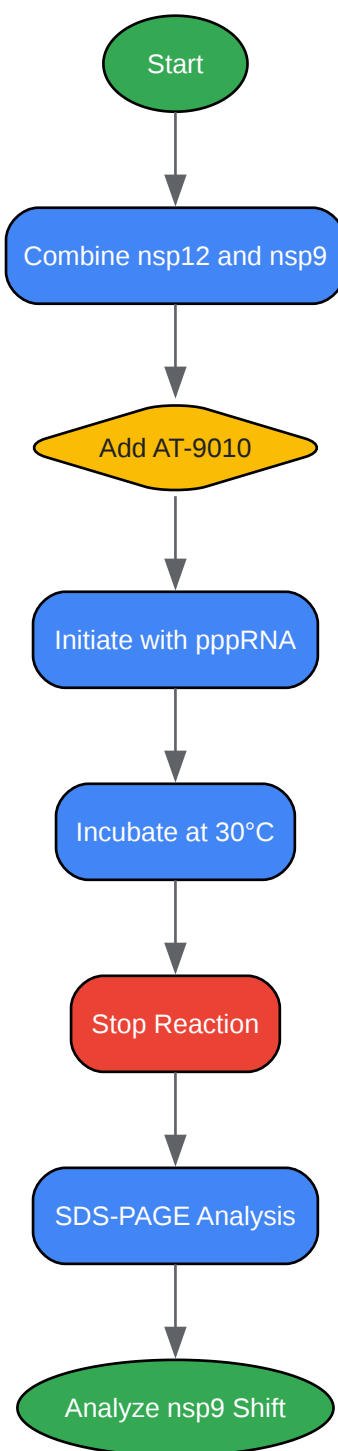 Start
Combine nsp12 and nsp9
Add AT-9010
Initiate with pppRNA
Incubate at 30°C
Stop Reaction
SDS-PAGE Analysis
Analyze nsp9 Shift